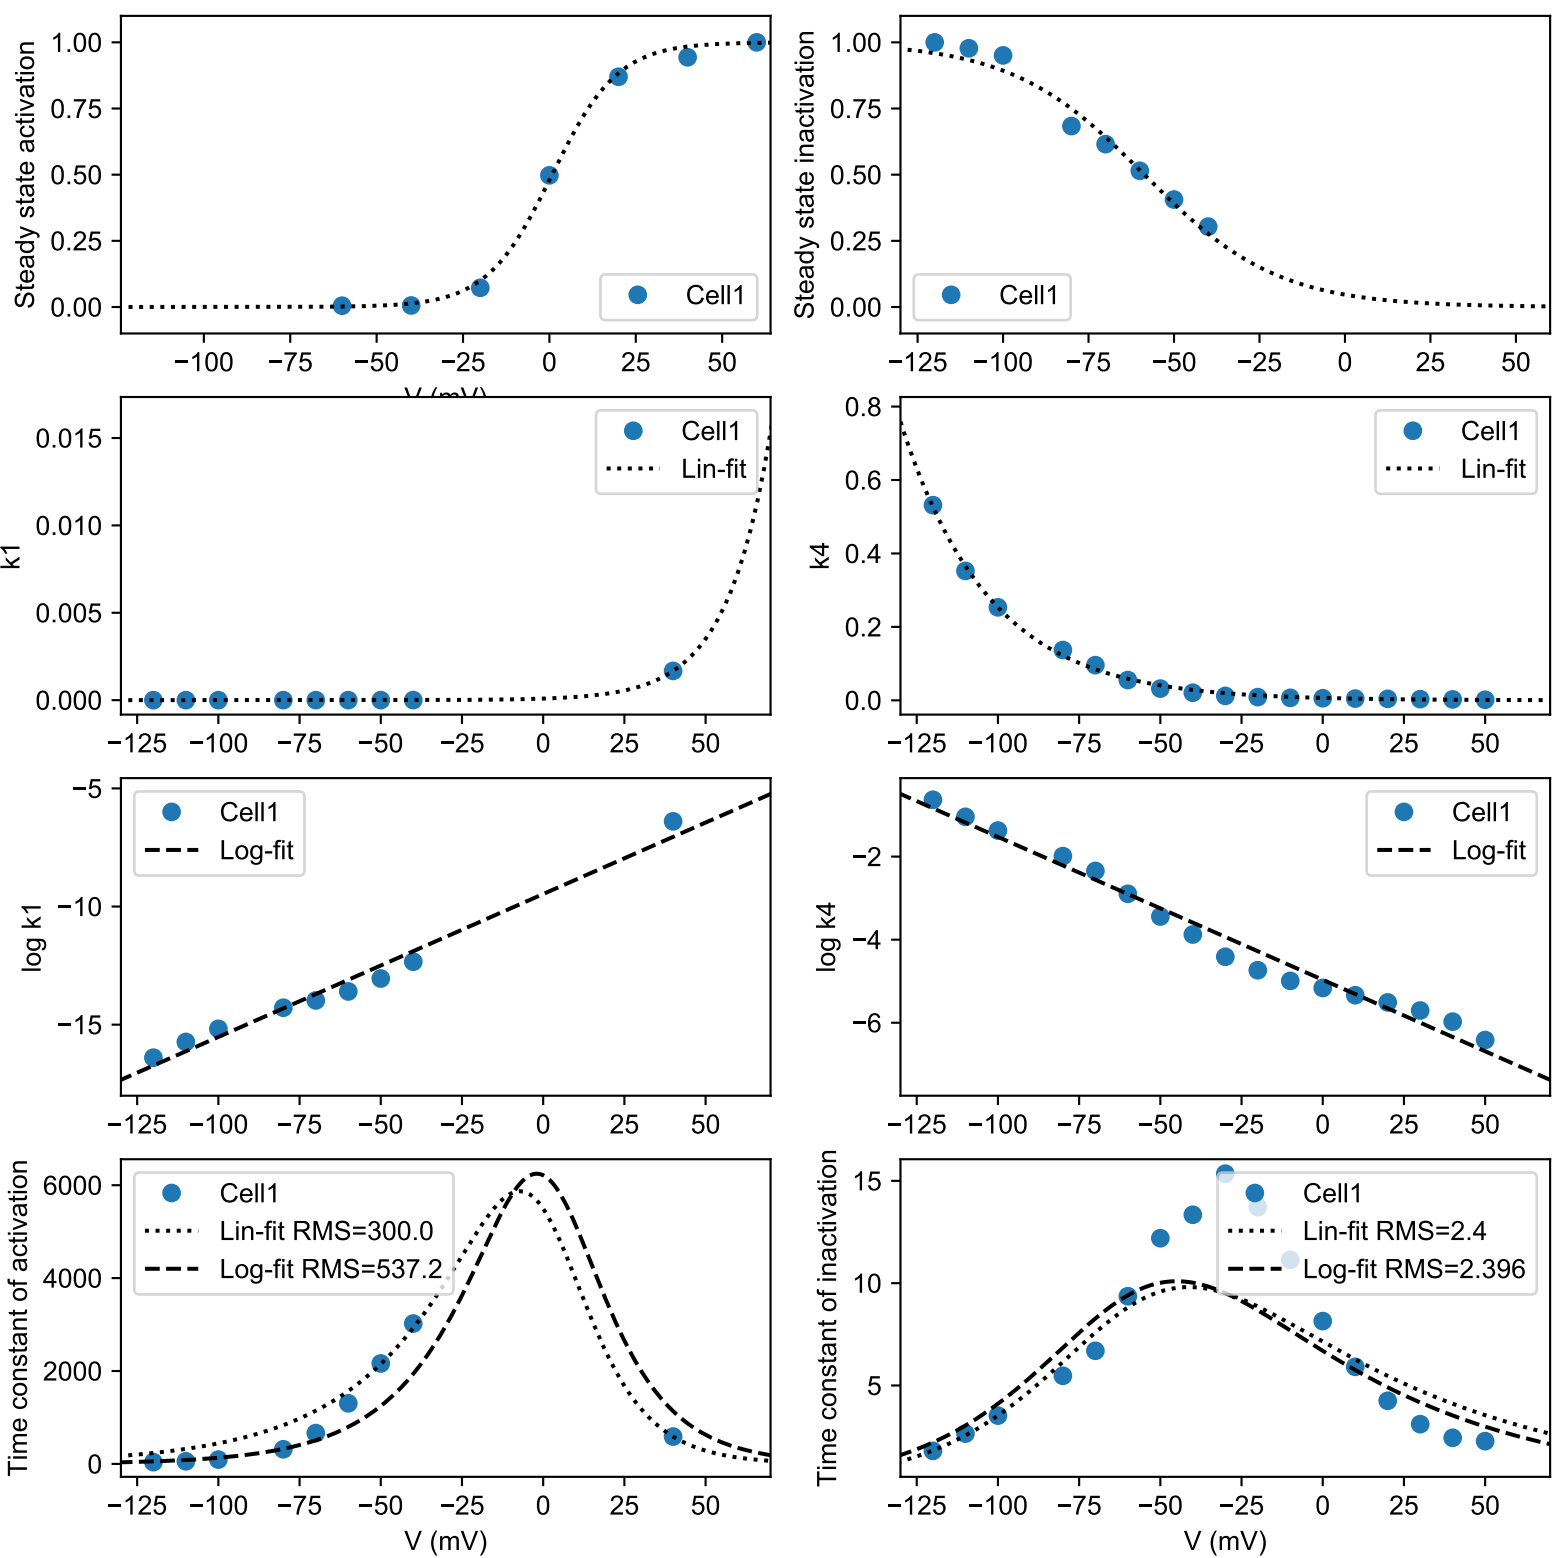 Steady state activation
1.00
0.75
0.50
0.25
0.00
Cell1
−100 −75 −50 −25 0 25 50
V (mV)
Steady state inactivation
1.00
0.75
0.50
0.25
0.00
Cell1
−125 −100 −75 −50 −25 0 25 50
k1
0.015
0.010
0.005
0.000
Cell1
Lin-fit
−125 −100 −75 −50 −25 0 25 50
k4
0.8
0.6
0.4
0.2
0.0
Cell1
Lin-fit
−125 −100 −75 −50 −25 0 25 50
log k1
−5
−10
−15
Cell1
Log-fit
−125 −100 −75 −50 −25 0 25 50
log k4
−2
−4
−6
Cell1
Log-fit
−125 −100 −75 −50 −25 0 25 50
Time constant of activation
6000
4000
2000
0
Cell1
Lin-fit RMS=300.0
Log-fit RMS=537.2
−125 −100 −75 −50 −25 0 25 50
V (mV)
Time constant of inactivation
15
10
5
Cell1
Lin-fit RMS=2.4
Log-fit RMS=2.396
−125 −100 −75 −50 −25 0 25 50
V (mV)